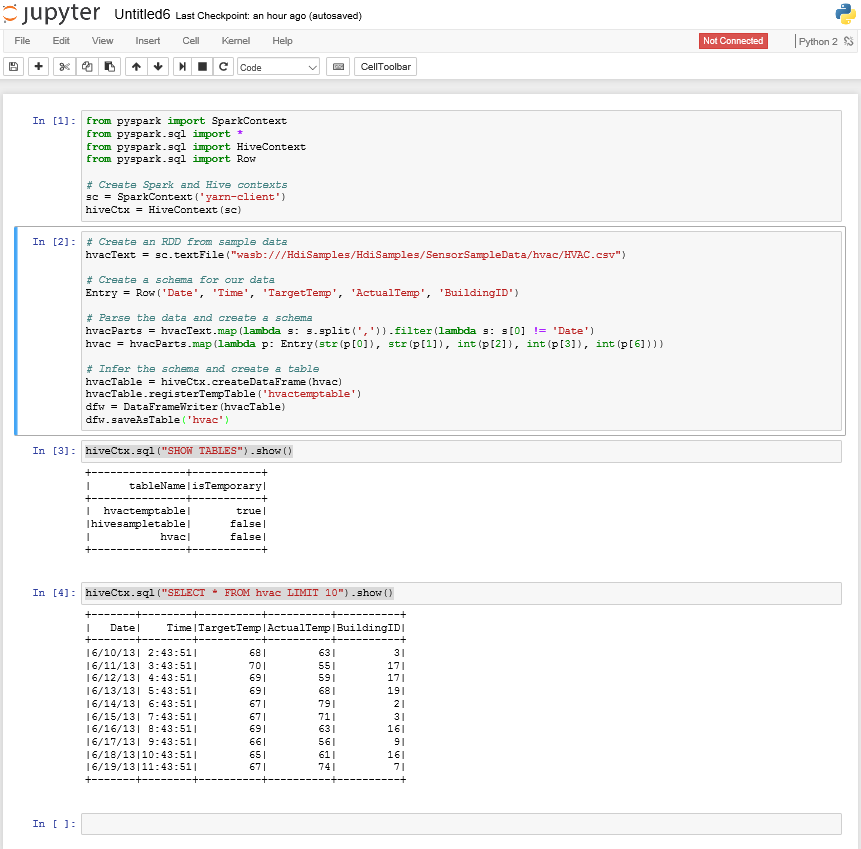 jupyter Untitled6 Last Checkpoint: an hour ago (autosaved)
File Edit View Insert Cell Kernel Help Not Connected Python 2
Code CellToolbar
In [1]: from pyspark import SparkContext
from pyspark.sql import *
from pyspark.sql import HiveContext
from pyspark.sql import Row
# Create Spark and Hive contexts
sc = SparkContext('yarn-client')
hiveCtx = HiveContext(sc)
In [2]: # Create an RDD from sample data
hvacText = sc.textFile("wasb:///HdiSamples/HdiSamples/SensorSampleData/hvac/HVAC.csv")
# Create a schema for our data
Entry = Row('Date', 'Time', 'TargetTemp', 'ActualTemp', 'BuildingID')
# Parse the data and create a schema
hvacParts = hvacText.map(lambda s: s.split(',')).filter(lambda s: s[0] != 'Date')
hvac = hvacParts.map(lambda p: Entry(str(p[0]), str(p[1]), int(p[2]), int(p[3]), int(p[6])))
# Infer the schema and create a table
hvacTable = hiveCtx.createDataFrame(hvac)
hvacTable.registerTempTable('hvactemptable')
dfw = DataFrameWriter(hvacTable)
dfw.saveAsTable('hvac')
In [3]: hiveCtx.sql("SHOW TABLES").show()
+---------------+-----------+
|      tableName|isTemporary|
+---------------+-----------+
|  hvactemptable|       true|
|hivesampletable|      false|
|           hvac|      false|
+---------------+-----------+
In [4]: hiveCtx.sql("SELECT * FROM hvac LIMIT 10").show()
+-------+--------+----------+----------+----------+
|   Date|    Time|TargetTemp|ActualTemp|BuildingID|
+-------+--------+----------+----------+----------+
|6/10/13| 2:43:51|        68|        63|         3|
|6/11/13| 3:43:51|        70|        55|        17|
|6/12/13| 4:43:51|        69|        59|        17|
|6/13/13| 5:43:51|        69|        68|        19|
|6/14/13| 6:43:51|        67|        79|         2|
|6/15/13| 7:43:51|        67|        71|         3|
|6/16/13| 8:43:51|        69|        63|        16|
|6/17/13| 9:43:51|        66|        56|         9|
|6/18/13|10:43:51|        65|        61|        16|
|6/19/13|11:43:51|        67|        74|         7|
+-------+--------+----------+----------+----------+
In [ ]: